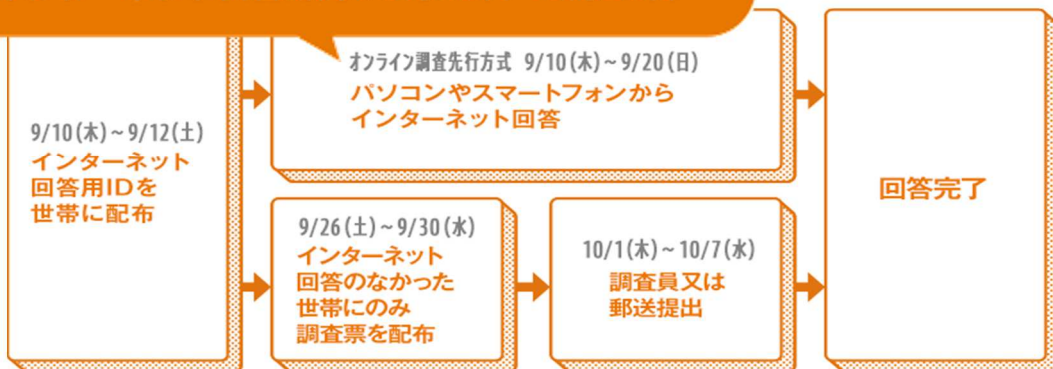 9/10(木)~9/12(土)
インターネット
回答用IDを
世帯に配布
オンライン調査先行方式 9/10(木)~9/20(日)
パソコンやスマートフォンから
インターネット回答
9/26(土)~9/30(水)
インターネット
回答のなかった
世帯にのみ
調査票を配布
10/1(木)~10/7(水)
調査員又は
郵送提出
回答完了